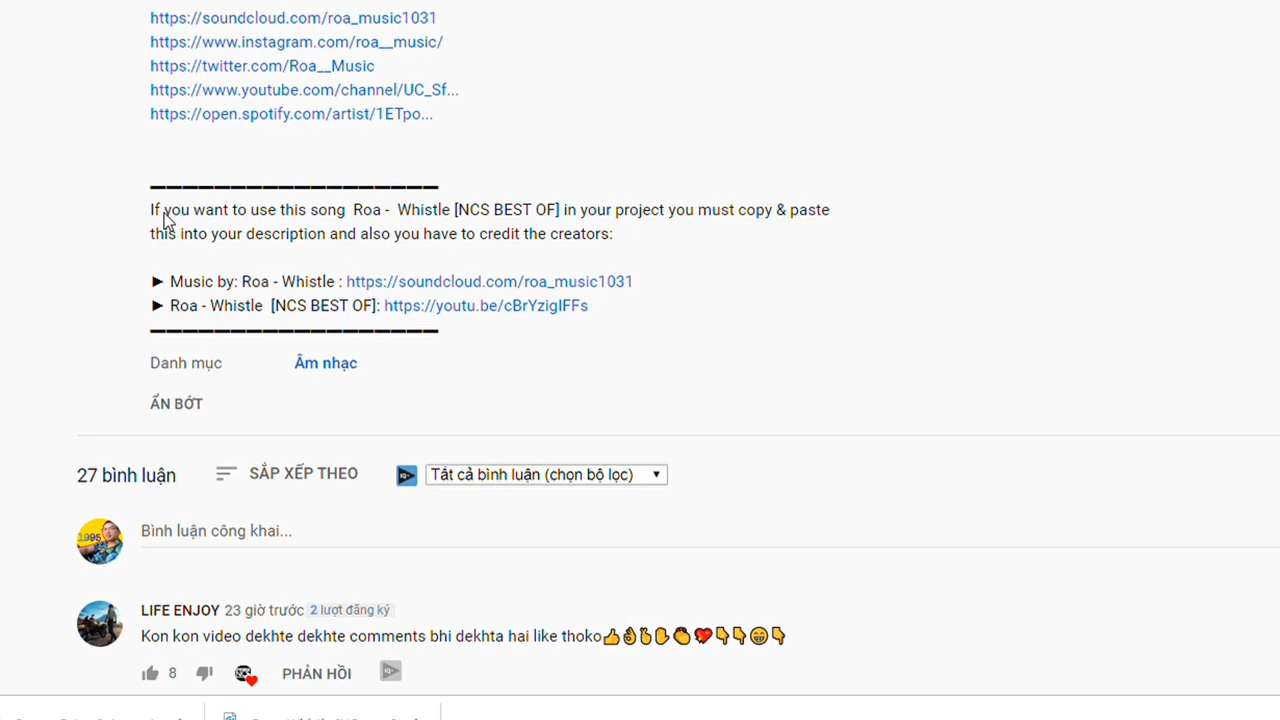 https://soundcloud.com/roa_music1031
https://www.instagram.com/roa__music/
https://twitter.com/Roa__Music
https://www.youtube.com/channel/UC_Sf...
https://open.spotify.com/artist/1ETpo...
If you want to use this song Roa - Whistle [NCS BEST OF] in your project you must copy & paste
this into your description and also you have to credit the creators:
► Music by: Roa - Whistle : https://soundcloud.com/roa_music1031
► Roa - Whistle [NCS BEST OF]: https://youtu.be/cBrYzigIFFs
Danh mục Âm nhạc
ẨN BỚT
27 bình luận SẮP XẾP THEO Tất cả bình luận (chọn bộ lọc)
1995
Bình luận công khai...
LIFE ENJOY 23 giờ trước 2 lượt đăng ký
Kon kon video dekhte dekhte comments bhi dekhta hai like thoko
8 PHẢN HỒI